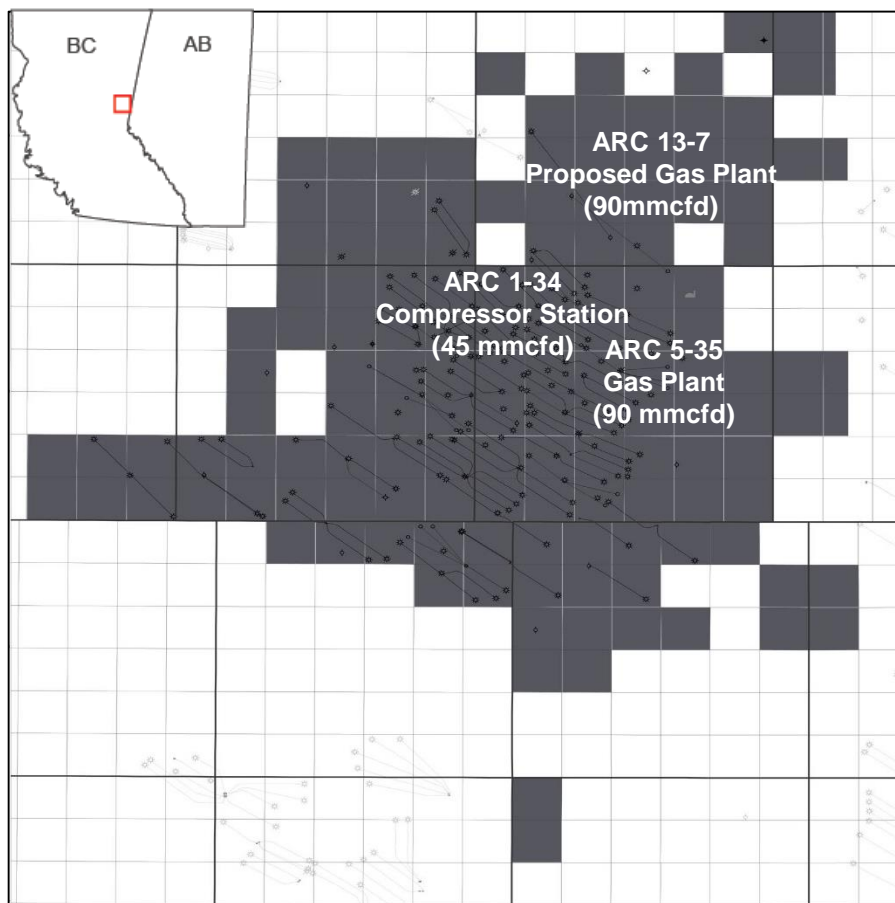 BC
AB
ARC 13-7
Proposed Gas Plant
(90mmcfd)
ARC 1-34
Compressor Station
(45 mmcfd)
ARC 5-35
Gas Plant
(90 mmcfd)